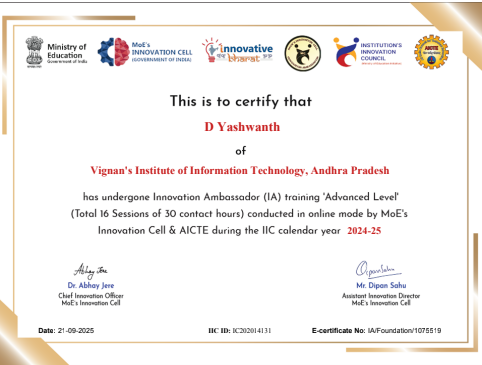 Ministry of
Education
Government of India
MoE's
INNOVATION CELL
(GOVERNMENT OF INDIA)
innovative
bharat
INSTITUTION'S
INNOVATION
COUNCIL
AICTE
This is to certify that
D Yashwanth
of
Vignan's Institute of Information Technology, Andhra Pradesh
has undergone Innovation Ambassador (IA) training 'Advanced Level'
(Total 16 Sessions of 30 contact hours) conducted in online mode by MoE's
Innovation Cell & AICTE during the IIC calendar year 2024-25
Abhay Jere
Dr. Abhay Jere
Mr. Dipan Sahu
Chief Innovation Officer
Assistant Innovation Director
MoE's Innovation Cell
MoE's Innovation Cell
Date: 21-09-2025 IIC ID: IC202014131 E-certificate No: IA/Foundation/1075519